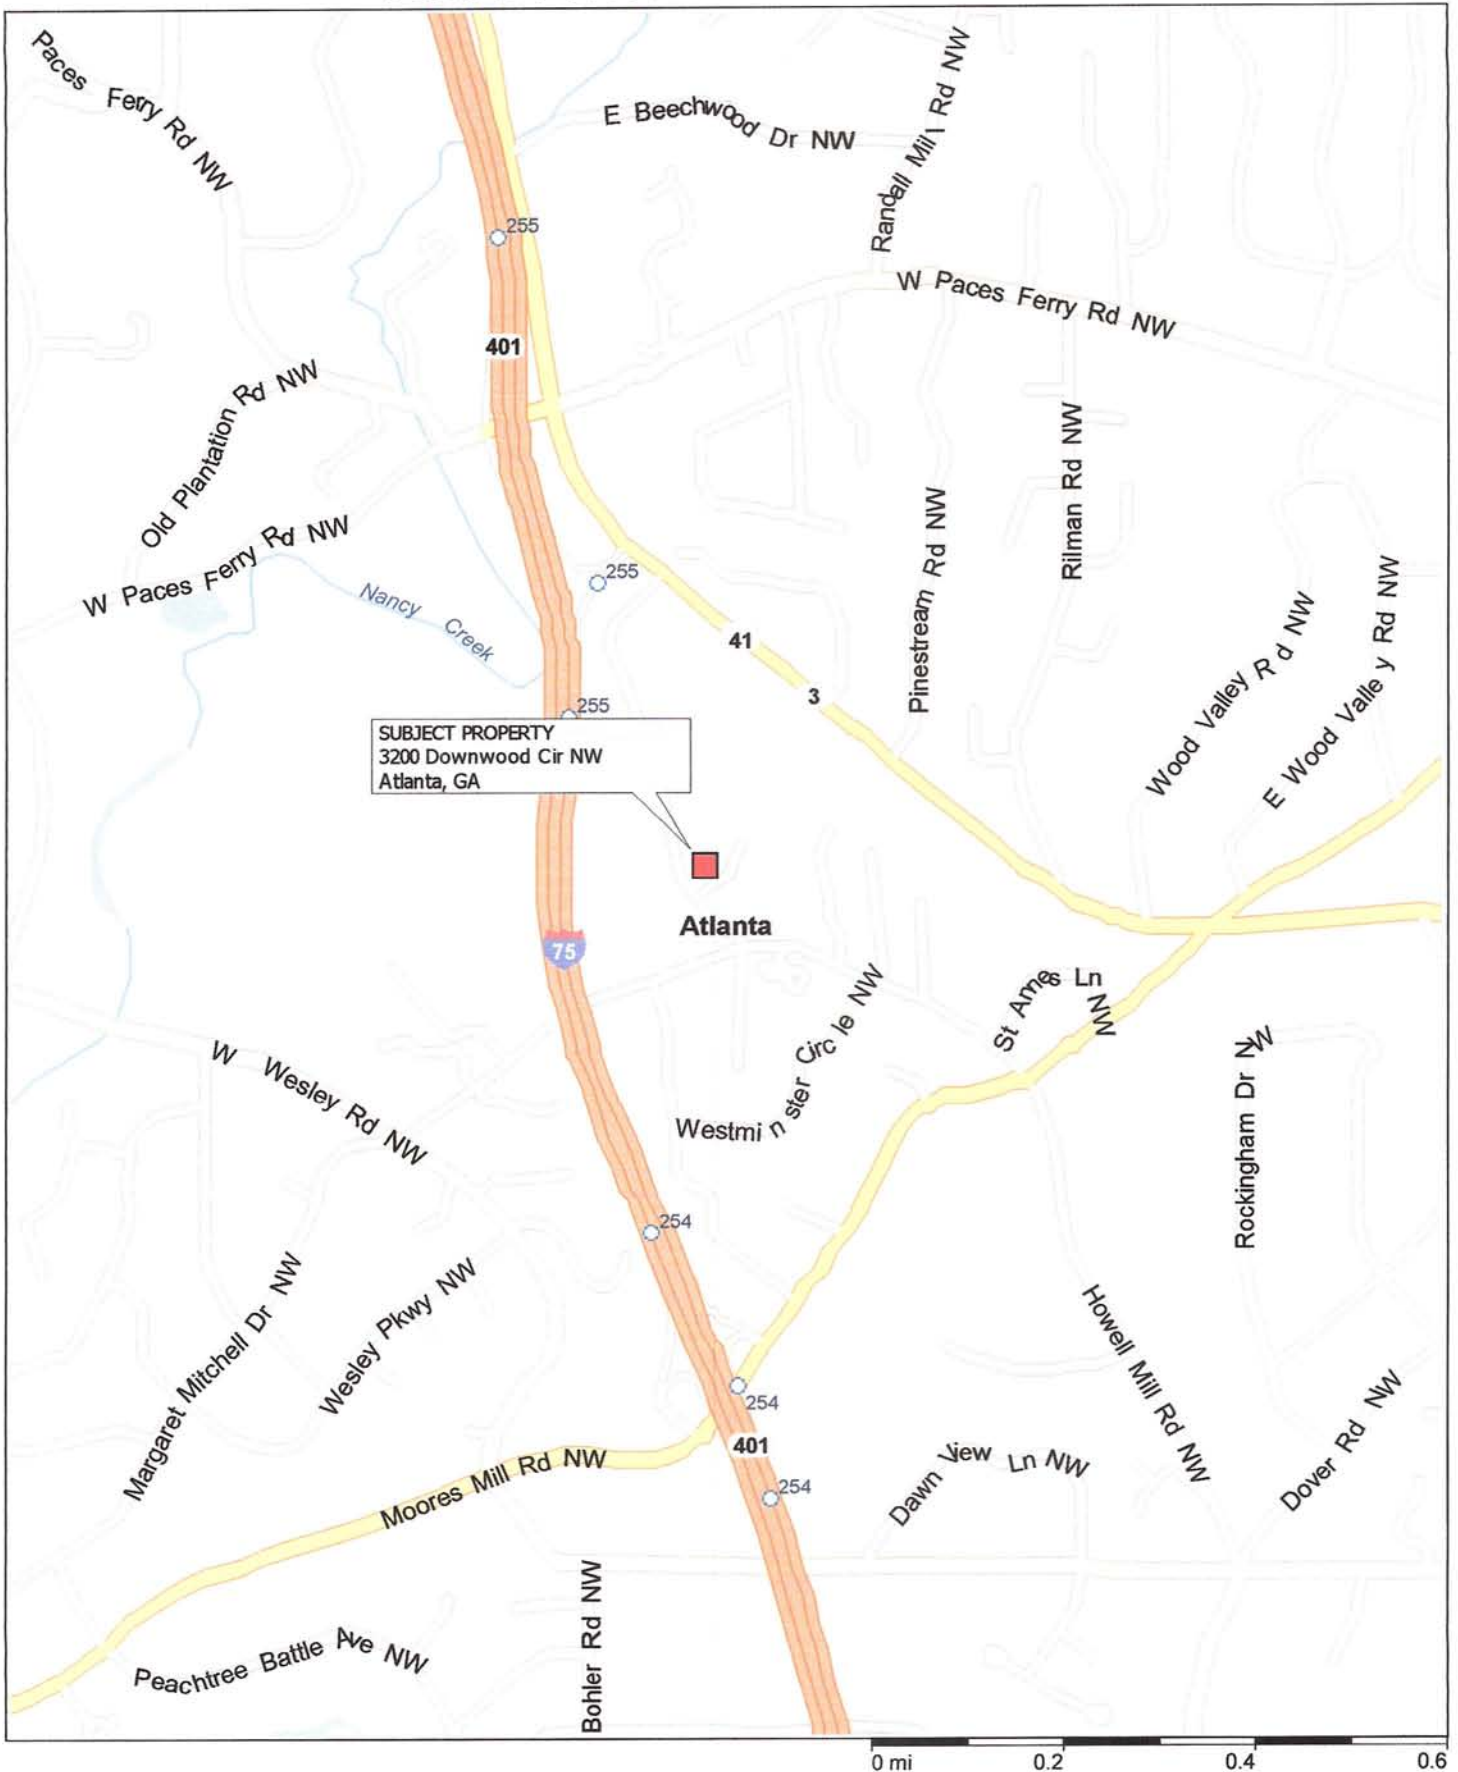 Paces Ferry Rd NW
E Beechwood Dr NW
Randall Mill Rd NW
255
W Paces Ferry Rd NW
401
Old Plantation Rd NW
Rilman Rd NW
Pinestream Rd NW
W Paces Ferry Rd NW
Nancy Creek
255
41
3
Wood Valley Rd NW
E Wood Valley Rd NW
255
SUBJECT PROPERTY
3200 Downwood Cir NW
Atlanta, GA
Atlanta
75
St Annes Ln NW
Westminster Circle NW
W Wesley Rd NW
Rockingham Dr NW
254
Margaret Mitchell Dr NW
Wesley Pkwy NW
Howell Mill Rd NW
254
401
Moores Mill Rd NW
254
Dawn View Ln NW
Dover Rd NW
Peachtree Battle Ave NW
Bohler Rd NW
0 mi 0.2 0.4 0.6